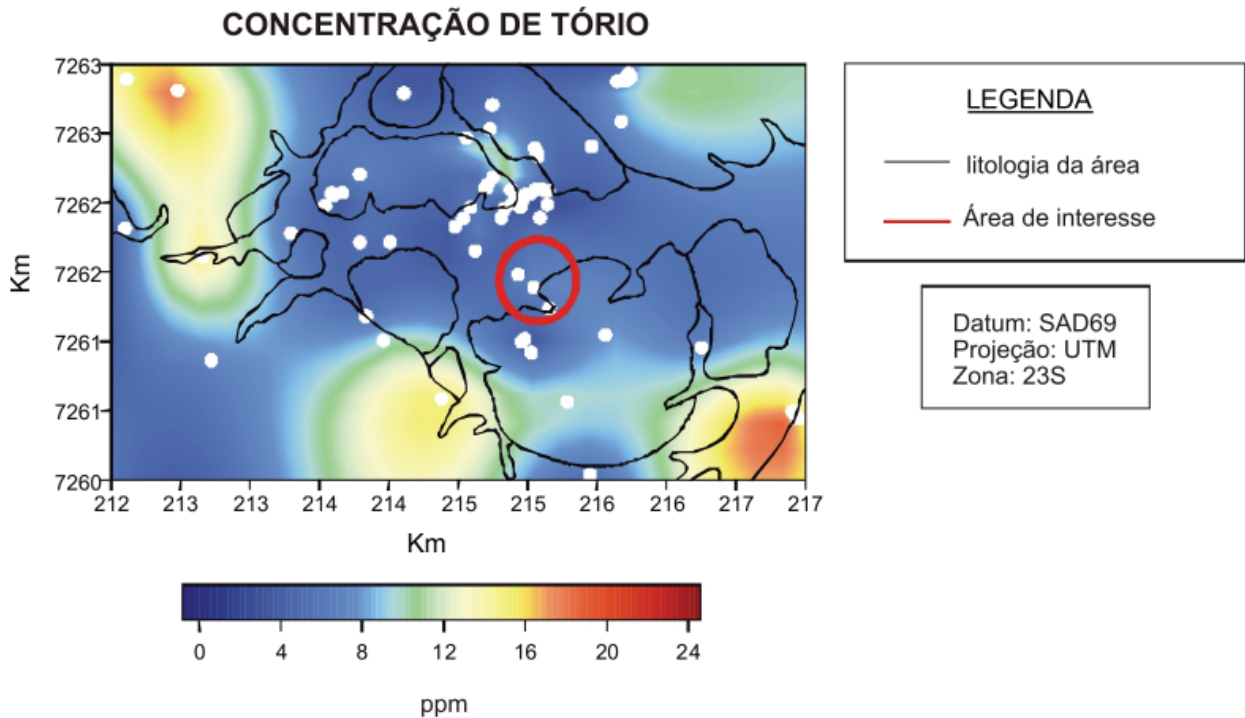 CONCENTRAÇÃO DE TÓRIO
Km
7263
7263
7262
7262
7261
7261
7260
212 213 213 214 214 215 215 216 216 217 217
Km
0 4 8 12 16 20 24
ppm
LEGENDA
litologia da área
Área de interesse
Datum: SAD69
Projeção: UTM
Zona: 23S